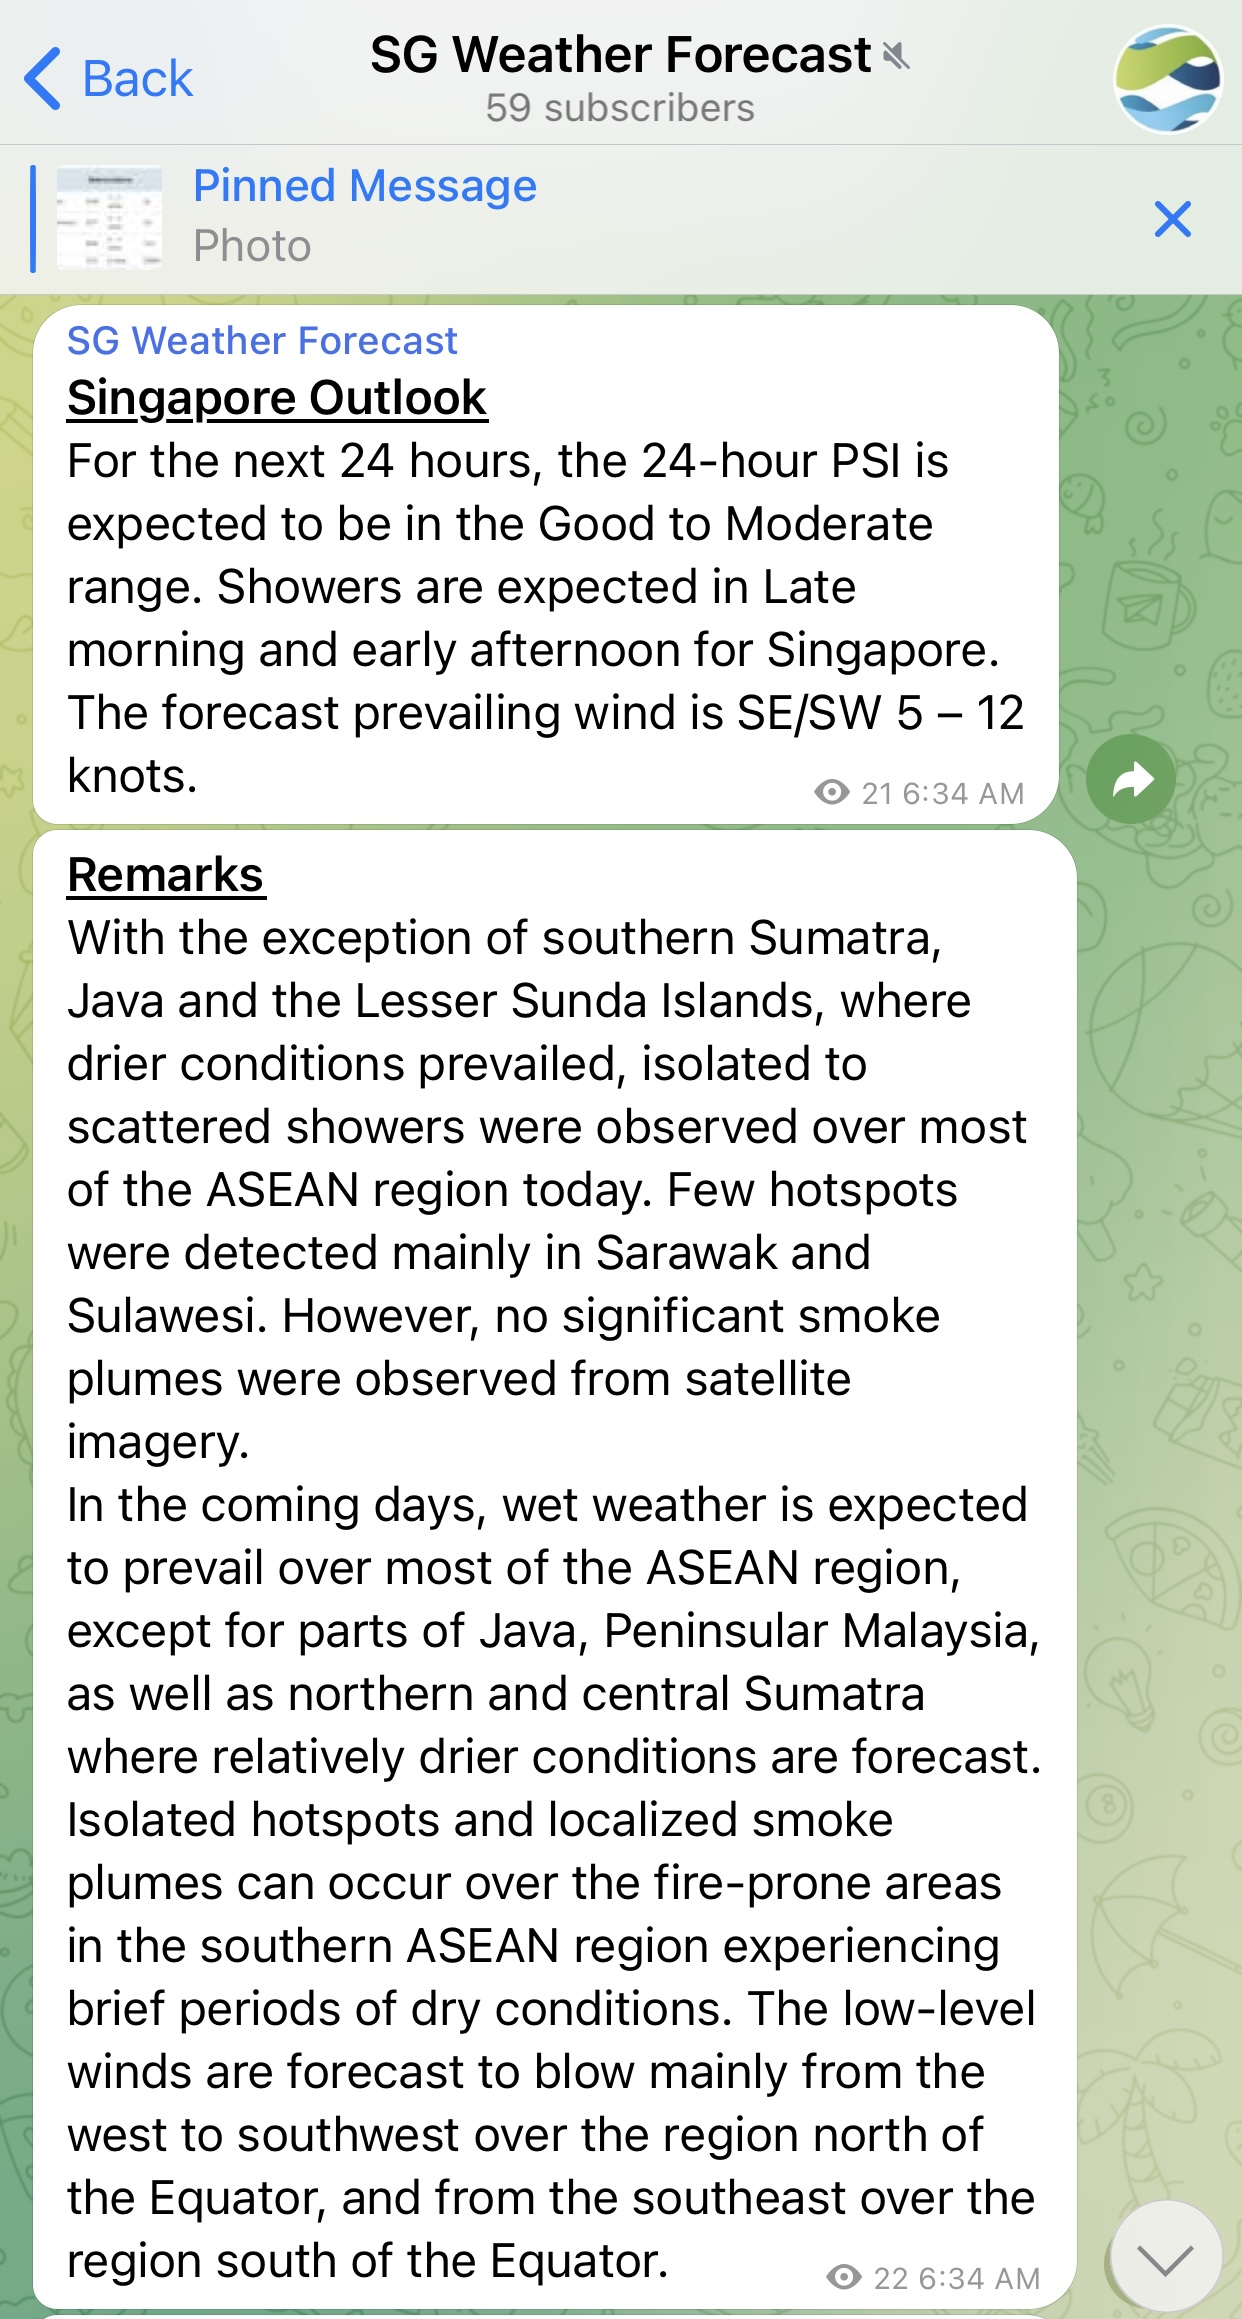 Back
SG Weather Forecast
59 subscribers
Pinned Message
Photo
SG Weather Forecast
Singapore Outlook
For the next 24 hours, the 24-hour PSI is
expected to be in the Good to Moderate
range. Showers are expected in Late
morning and early afternoon for Singapore.
The forecast prevailing wind is SE/SW 5 – 12
knots.
21 6:34 AM
Remarks
With the exception of southern Sumatra,
Java and the Lesser Sunda Islands, where
drier conditions prevailed, isolated to
scattered showers were observed over most
of the ASEAN region today. Few hotspots
were detected mainly in Sarawak and
Sulawesi. However, no significant smoke
plumes were observed from satellite
imagery.
In the coming days, wet weather is expected
to prevail over most of the ASEAN region,
except for parts of Java, Peninsular Malaysia,
as well as northern and central Sumatra
where relatively drier conditions are forecast.
Isolated hotspots and localized smoke
plumes can occur over the fire-prone areas
in the southern ASEAN region experiencing
brief periods of dry conditions. The low-level
winds are forecast to blow mainly from the
west to southwest over the region north of
the Equator, and from the southeast over the
region south of the Equator.
22 6:34 AM